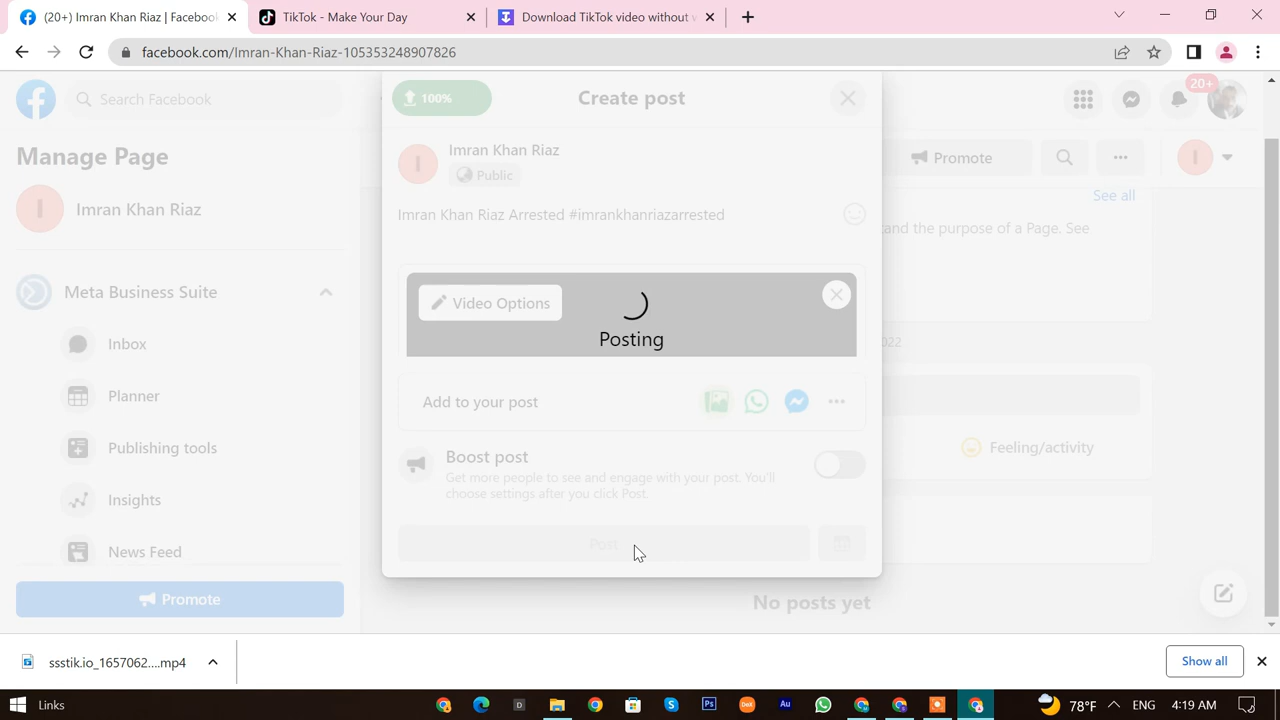 (20+) Imran Khan Riaz | Facebook
TikTok - Make Your Day
Download TikTok video without w
facebook.com/Imran-Khan-Riaz-105353248907826
Search Facebook
20+
Manage Page
I Imran Khan Riaz
Meta Business Suite
Inbox
Planner
Publishing tools
Insights
News Feed
Promote
100%
Create post
I
Imran Khan Riaz
Public
Imran Khan Riaz Arrested #imrankhanriazarrested
Video Options
Posting
Add to your post
Boost post
Get more people to see and engage with your post. You'll
choose settings after you click Post.
Post
Promote
I
See all
and the purpose of a Page. See
2022
Feeling/activity
No posts yet
ssstik.io_1657062....mp4
Show all
Links
78°F
ENG
4:19 AM